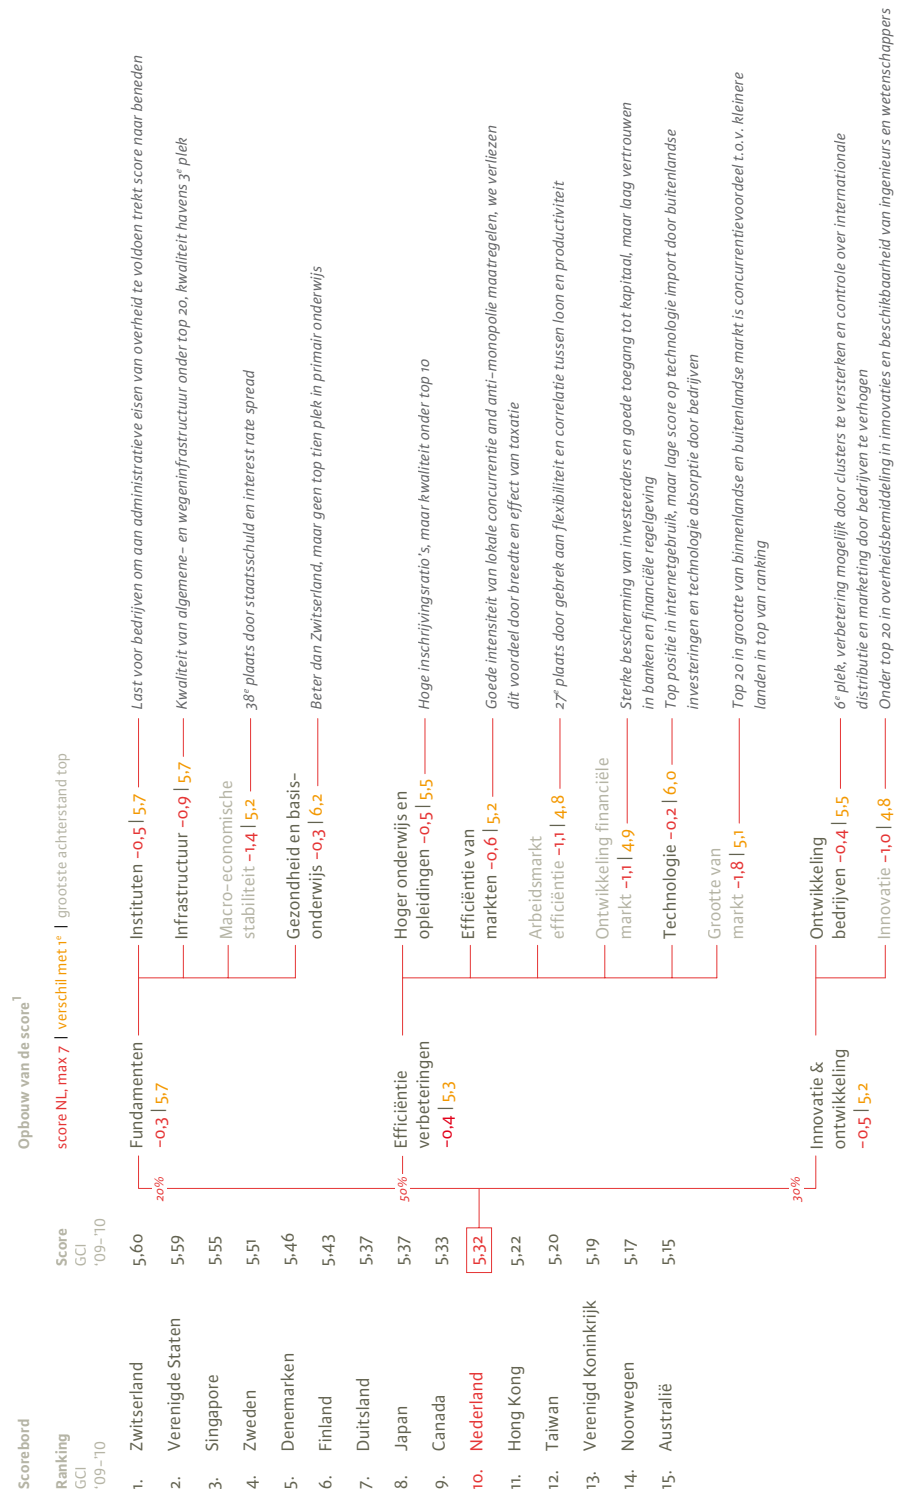 Scorebord
Ranking
GCI
'09–'10
Score
GCI
'09–'10
1. Zwitserland 5,60
2. Verenigde Staten 5,59
3. Singapore 5,55
4. Zweden 5,51
5. Denemarken 5,46
6. Finland 5,43
7. Duitsland 5,37
8. Japan 5,37
9. Canada 5,33
10. Nederland 5,32
11. Hong Kong 5,22
12. Taiwan 5,20
13. Verenigd Koninkrijk 5,19
14. Noorwegen 5,17
15. Australië 5,15
Opbouw van de score¹
score NL, max 7 | verschil met 1ᵉ | grootste achterstand top
20%
Fundamenten
–0,3 | 5,7
Instituten –0,5 | 5,7
Last voor bedrijven om aan administratieve eisen van overheid te voldoen trekt score naar beneden
Infrastructuur –0,9 | 5,7
Kwaliteit van algemene– en wegeninfrastructuur onder top 20, kwaliteit havens 3ᵉ plek
Macro–economische
stabiliteit –1,4 | 5,2
38ᵉ plaats door staatsschuld en interest rate spread
Gezondheid en basis–
onderwijs –0,3 | 6,2
Beter dan Zwitserland, maar geen top tien plek in primair onderwijs
50%
Efficiëntie
verbeteringen
–0,4 | 5,3
Hoger onderwijs en
opleidingen –0,5 | 5,5
Hoge inschrijvingsratio's, maar kwaliteit onder top 10
Efficiëntie van
markten –0,6 | 5,2
Goede intensiteit van lokale concurrentie and anti–monopolie maatregelen, we verliezen
dit voordeel door breedte en effect van taxatie
Arbeidsmarkt
efficiëntie –1,1 | 4,8
27ᵉ plaats door gebrek aan flexibiliteit en correlatie tussen loon en productiviteit
Ontwikkeling financiële
markt –1,1 | 4,9
Sterke bescherming van investeerders en goede toegang tot kapitaal, maar laag vertrouwen
in banken en financiële regelgeving
Technologie –0,2 | 6,0
Top positie in internetgebruik, maar lage score op technologie import door buitenlandse
investeringen en technologie absorptie door bedrijven
Grootte van
markt –1,8 | 5,1
Top 20 in grootte van binnenlandse en buitenlandse markt is concurrentievoordeel t.o.v. kleinere
landen in top van ranking
30%
Innovatie &
ontwikkeling
–0,5 | 5,2
Ontwikkeling
bedrijven –0,4 | 5,5
6ᵉ plek, verbetering mogelijk door clusters te versterken en controle over internationale
distributie en marketing door bedrijven te verhogen
Innovatie –1,0 | 4,8
Onder top 20 in overheidsbemiddeling in innovaties en beschikbaarheid van ingenieurs en wetenschappers